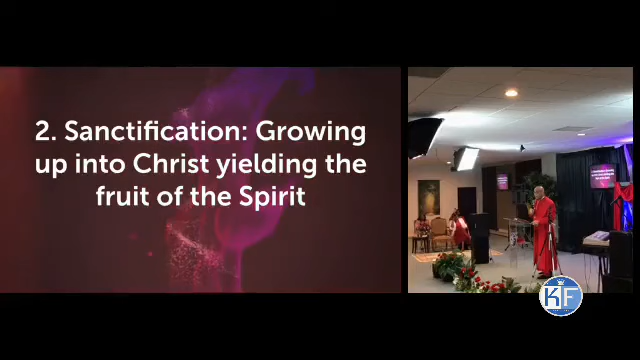 2. Sanctification: Growing
up into Christ yielding the
fruit of the Spirit
KF